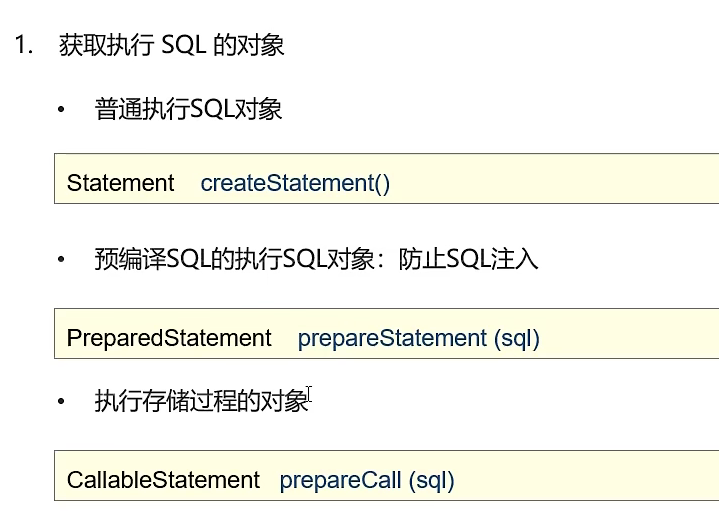 1. 获取执行 SQL 的对象
• 普通执行SQL对象
Statement createStatement()
• 预编译SQL的执行SQL对象：防止SQL注入
PreparedStatement prepareStatement (sql)
• 执行存储过程的对象
CallableStatement prepareCall (sql)